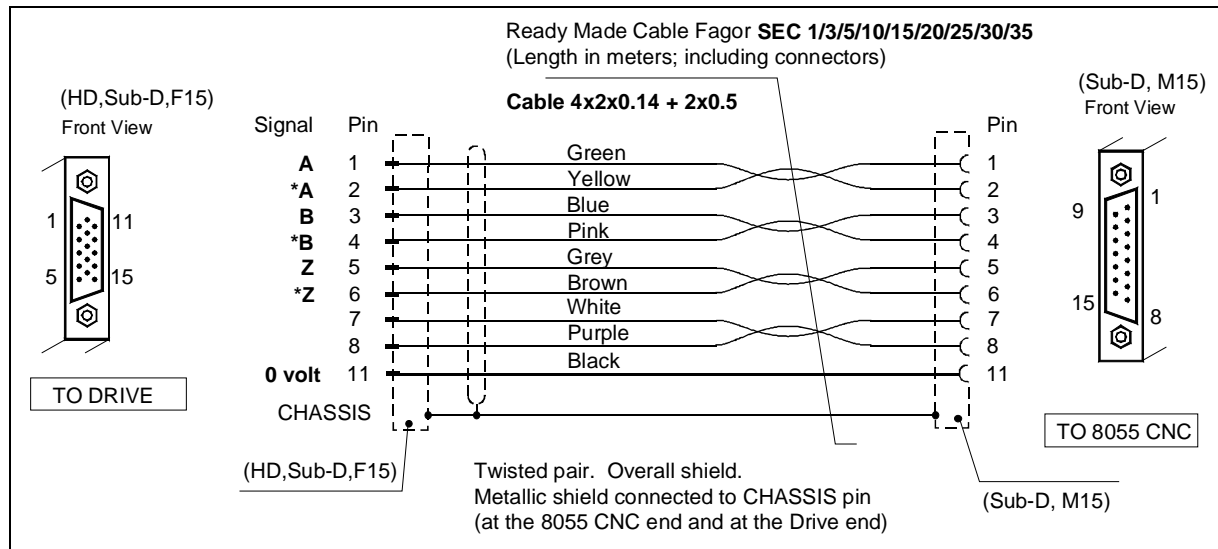 Ready Made Cable Fagor SEC 1/3/5/10/15/20/25/30/35
(Length in meters; including connectors)
Cable 4x2x0.14 + 2x0.5
(HD,Sub-D,F15)
Front View
1 11
5 15
TO DRIVE
Signal Pin Pin
A 1 Green 1
*A 2 Yellow 2
B 3 Blue 3
*B 4 Pink 4
Z 5 Grey 5
*Z 6 Brown 6
7 White 7
8 Purple 8
0 volt 11 Black 11
CHASSIS
(HD,Sub-D,F15)
Twisted pair. Overall shield.
Metallic shield connected to CHASSIS pin
(at the 8055 CNC end and at the Drive end)
(Sub-D, M15)
Front View
9 1
15 8
TO 8055 CNC
(Sub-D, M15)